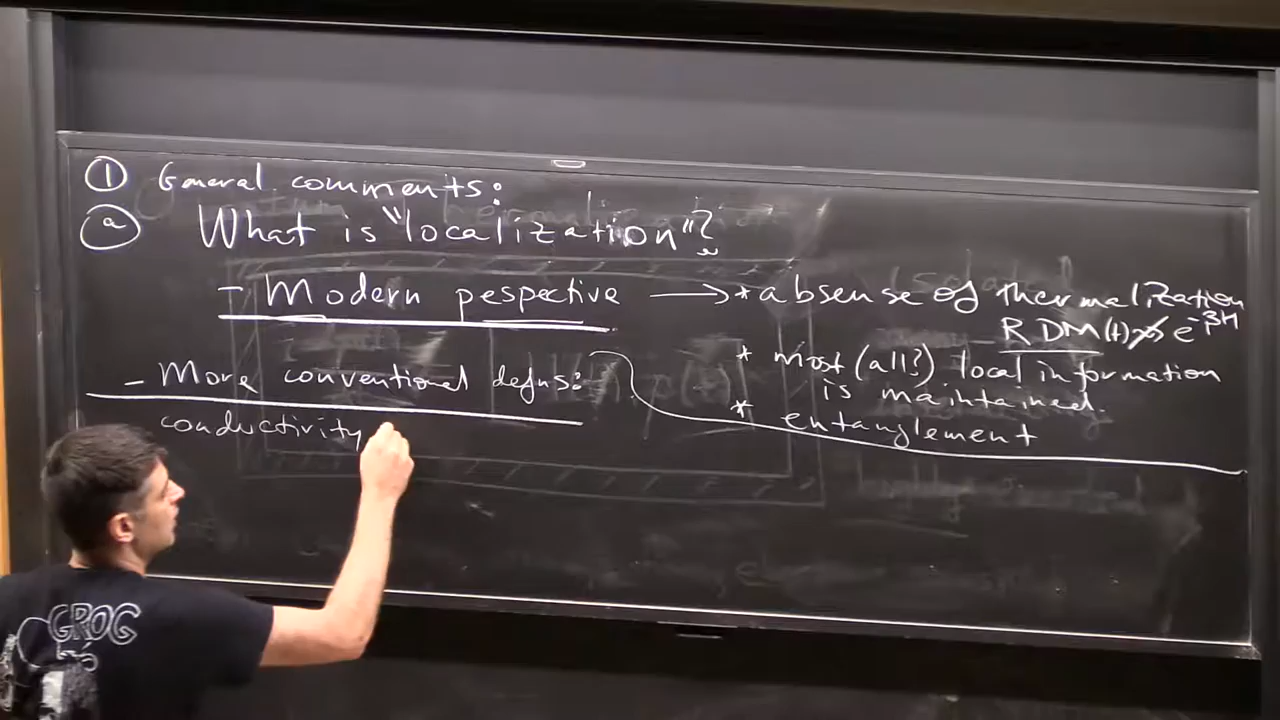 ① General comments:
ⓐ What is "localization"?
- Modern pespective → * absense of thermalization
RDM(t) ≁> e^-βH
* most (all?) local information
is maintained.
* entanglement
- More conventional defns:
conductivity
GROG